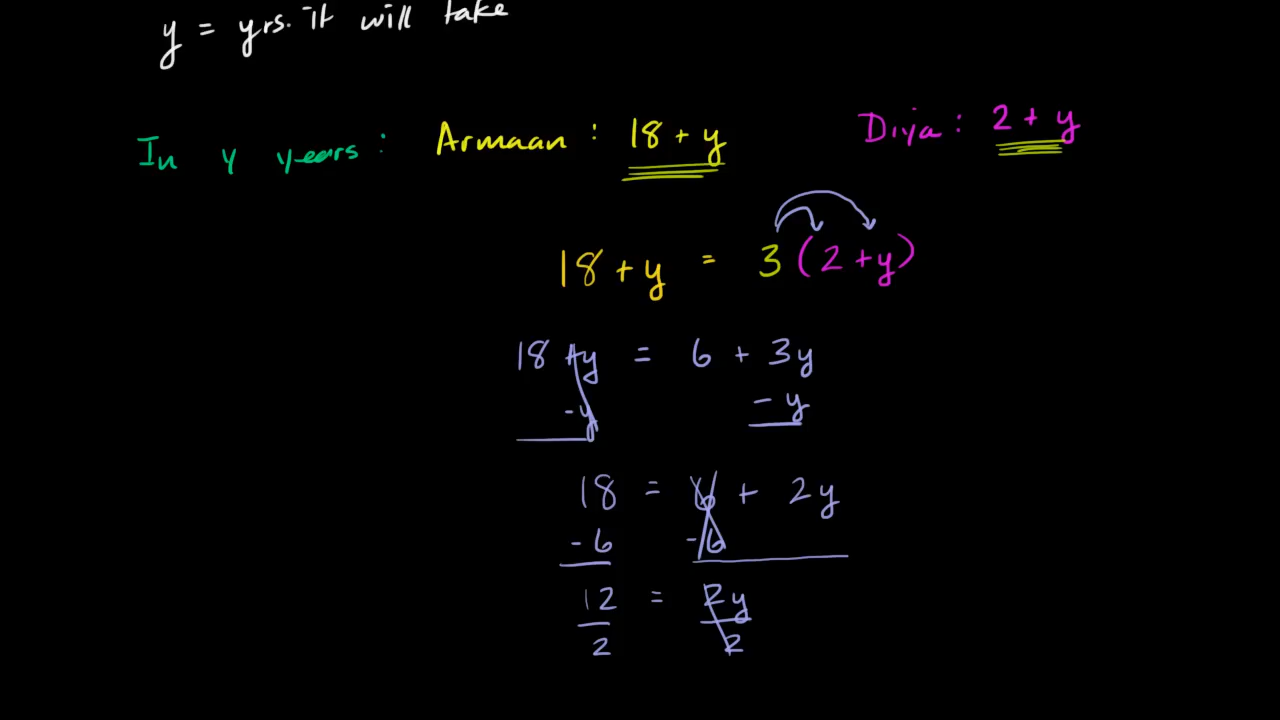 y = yrs. it will take
In y years: Armaan: 18 + y Diya: 2 + y
18 + y = 3 (2 + y)
18 + y = 6 + 3y
- y - y
18 = 6 + 2y
- 6 - 6
12 = 2y
2 2